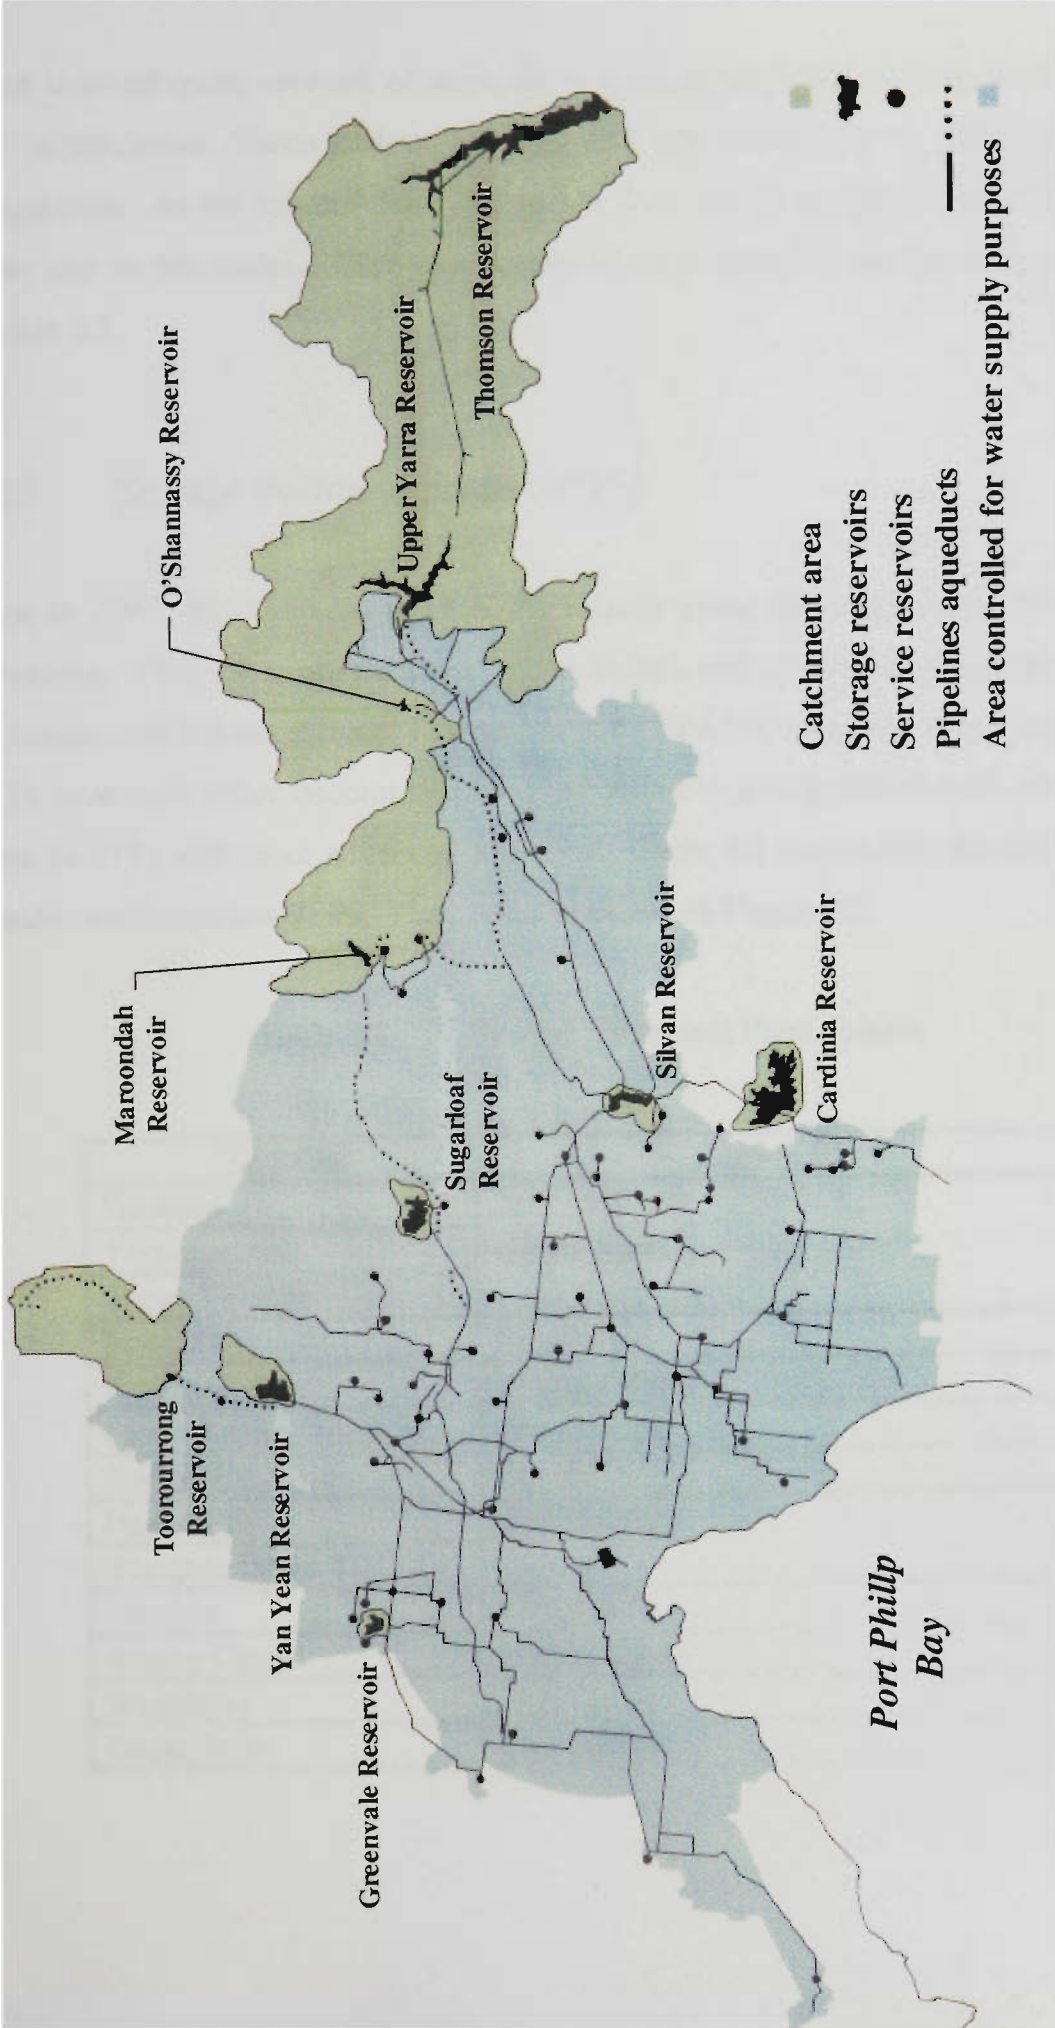 O'Shannassy Reservoir
Maroondah
Reservoir
Upper Yarra Reservoir
Thomson Reservoir
Toorourrong
Reservoir
Yan Yean Reservoir
Sugarloaf
Reservoir
Greenvale Reservoir
Silvan Reservoir
Cardinia Reservoir
Port Phillp
Bay
Catchment area
Storage reservoirs
Service reservoirs
Pipelines aqueducts
Area controlled for water supply purposes